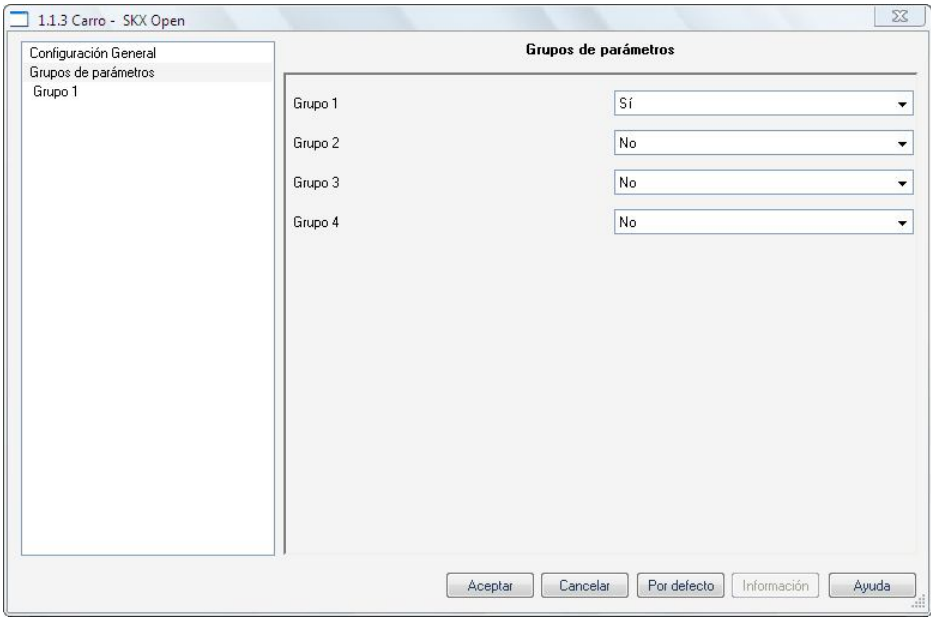 1.1.3 Carro - SKX Open
Configuración General
Grupos de parámetros
Grupo 1
Grupos de parámetros
Grupo 1 Sí
Grupo 2 No
Grupo 3 No
Grupo 4 No
Aceptar Cancelar Por defecto Información Ayuda